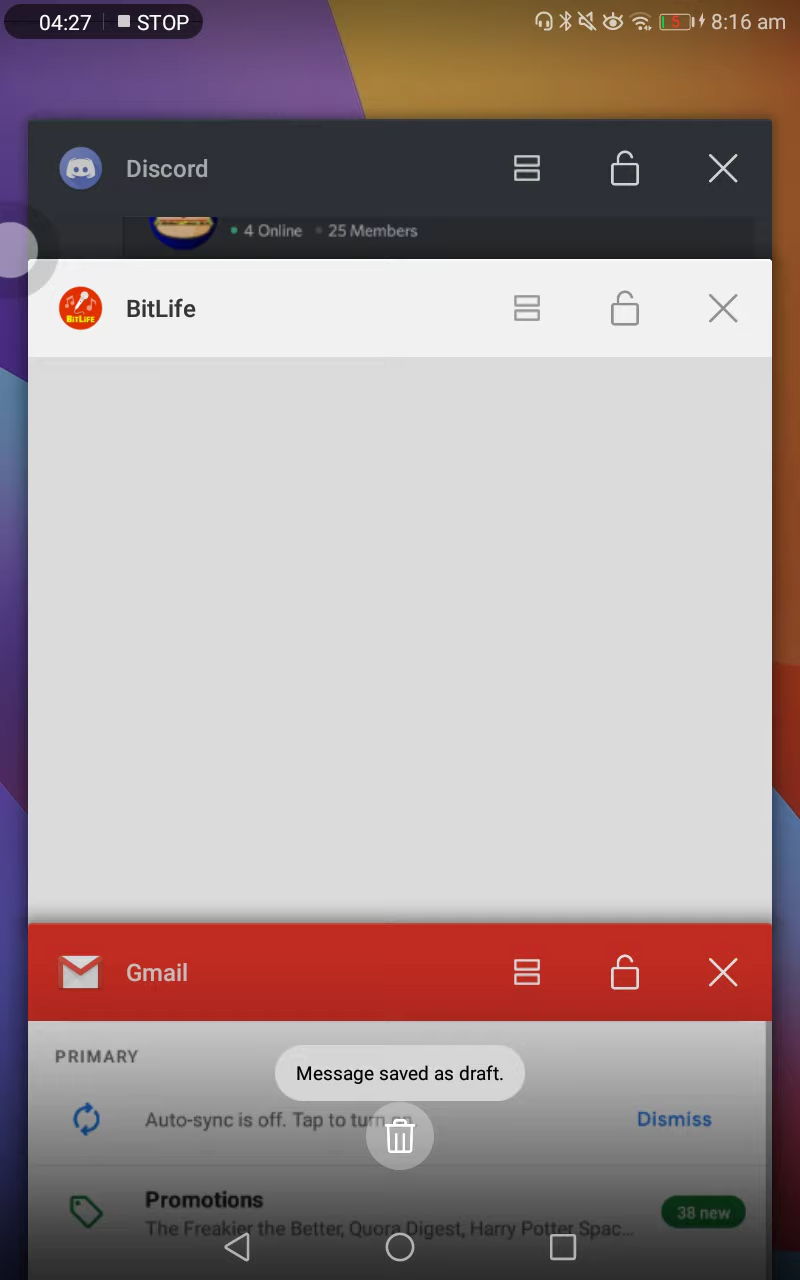 04:27 STOP 5 8:16 am
Discord
4 Online 25 Members
BITLIFE
BitLife
Gmail
PRIMARY
Message saved as draft.
Auto-sync is off. Tap to turn on Dismiss
Promotions
38 new
The Freakier the Better, Quora Digest, Harry Potter Spac...